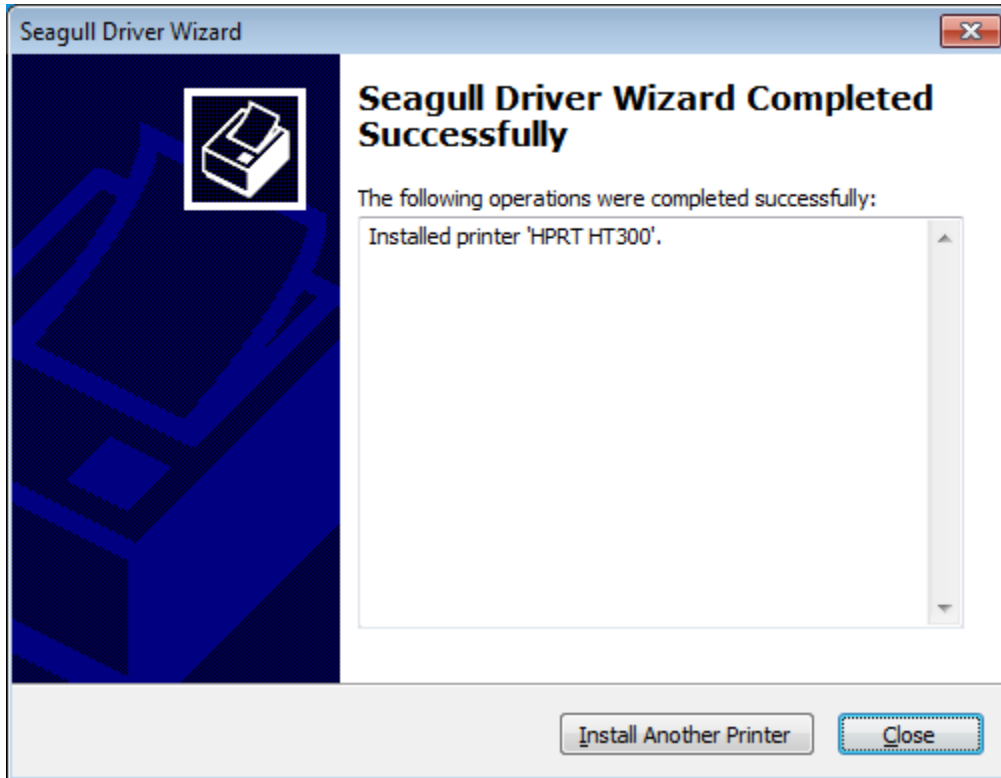 Seagull Driver Wizard
Seagull Driver Wizard Completed
Successfully
The following operations were completed successfully:
Installed printer 'HPRT HT300'.
Install Another Printer
Close